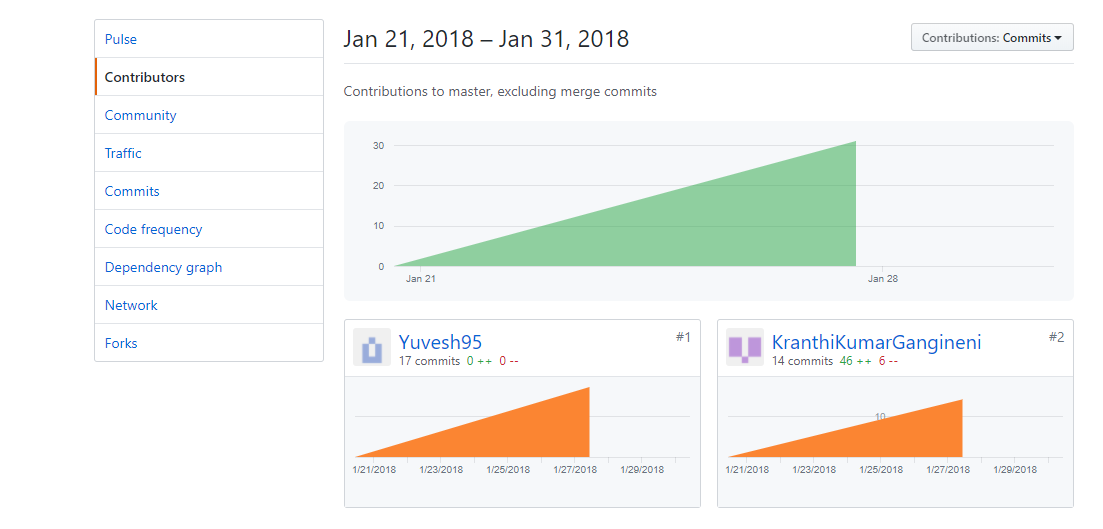 Pulse
Contributors
Community
Traffic
Commits
Code frequency
Dependency graph
Network
Forks
Jan 21, 2018 – Jan 31, 2018
Contributions: Commits
Contributions to master, excluding merge commits
30
20
10
0
Jan 21 Jan 28
Yuvesh95 #1
17 commits 0 ++ 0 --
1/21/2018 1/23/2018 1/25/2018 1/27/2018 1/29/2018
KranthiKumarGangineni #2
14 commits 46 ++ 6 --
10
1/21/2018 1/23/2018 1/25/2018 1/27/2018 1/29/2018